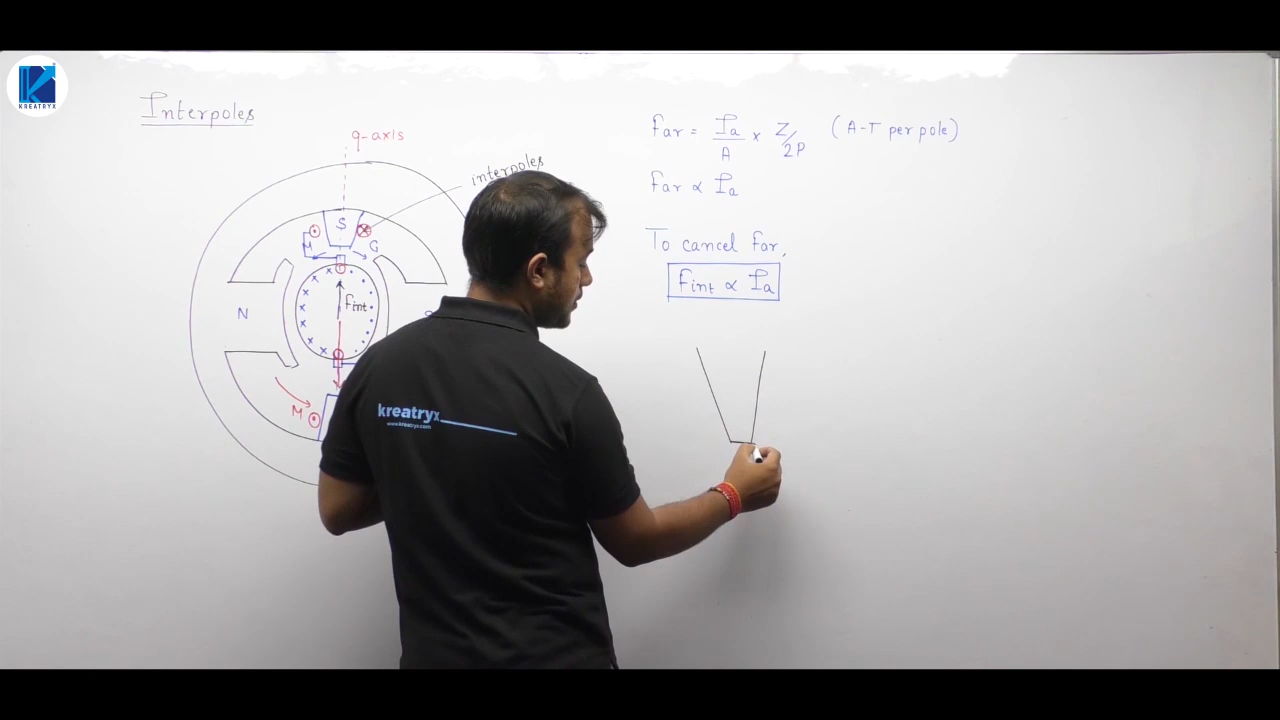 KREATRYX
Interpoles
q-axis
interpoles
S
M
G
N
Fint
M
Far = Ia/A × Z/2P (A-T per pole)
Far ∝ Ia
To cancel Far,
Fint ∝ Ia
kreatryx
www.kreatryx.com